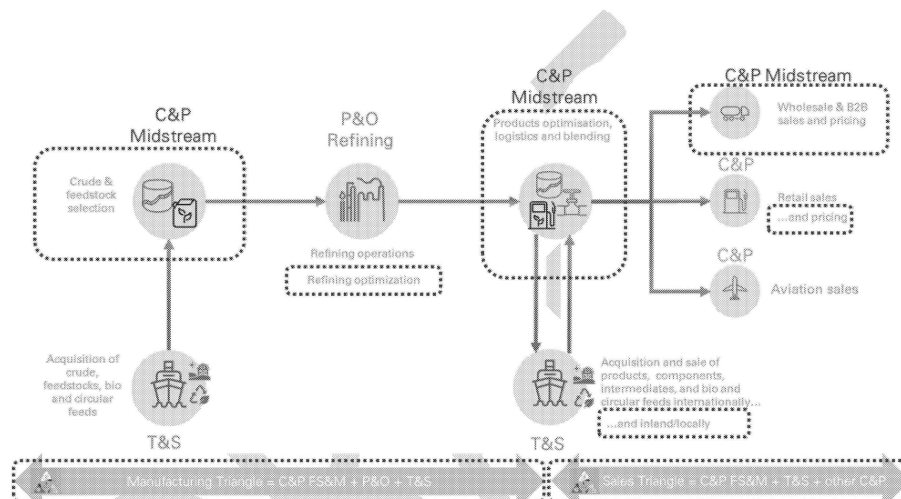 C&P
Midstream
Crude &
feedstock
selection
P&O
Refining
Refining operations
Refining optimization
C&P
Midstream
Products optimisation,
logistics and blending
C&P Midstream
Wholesale & B2B
sales and pricing
C&P
Retail sales
...and pricing
C&P
Aviation sales
Acquisition of
crude,
feedstocks, bio
and circular
feeds
T&S
Acquisition and sale of
products, components,
intermediates, and bio and
circular feeds internationally...
...and inland/locally
T&S
Manufacturing Triangle = C&P FS&M + P&O + T&S
Sales Triangle = C&P FS&M + T&S + other C&P